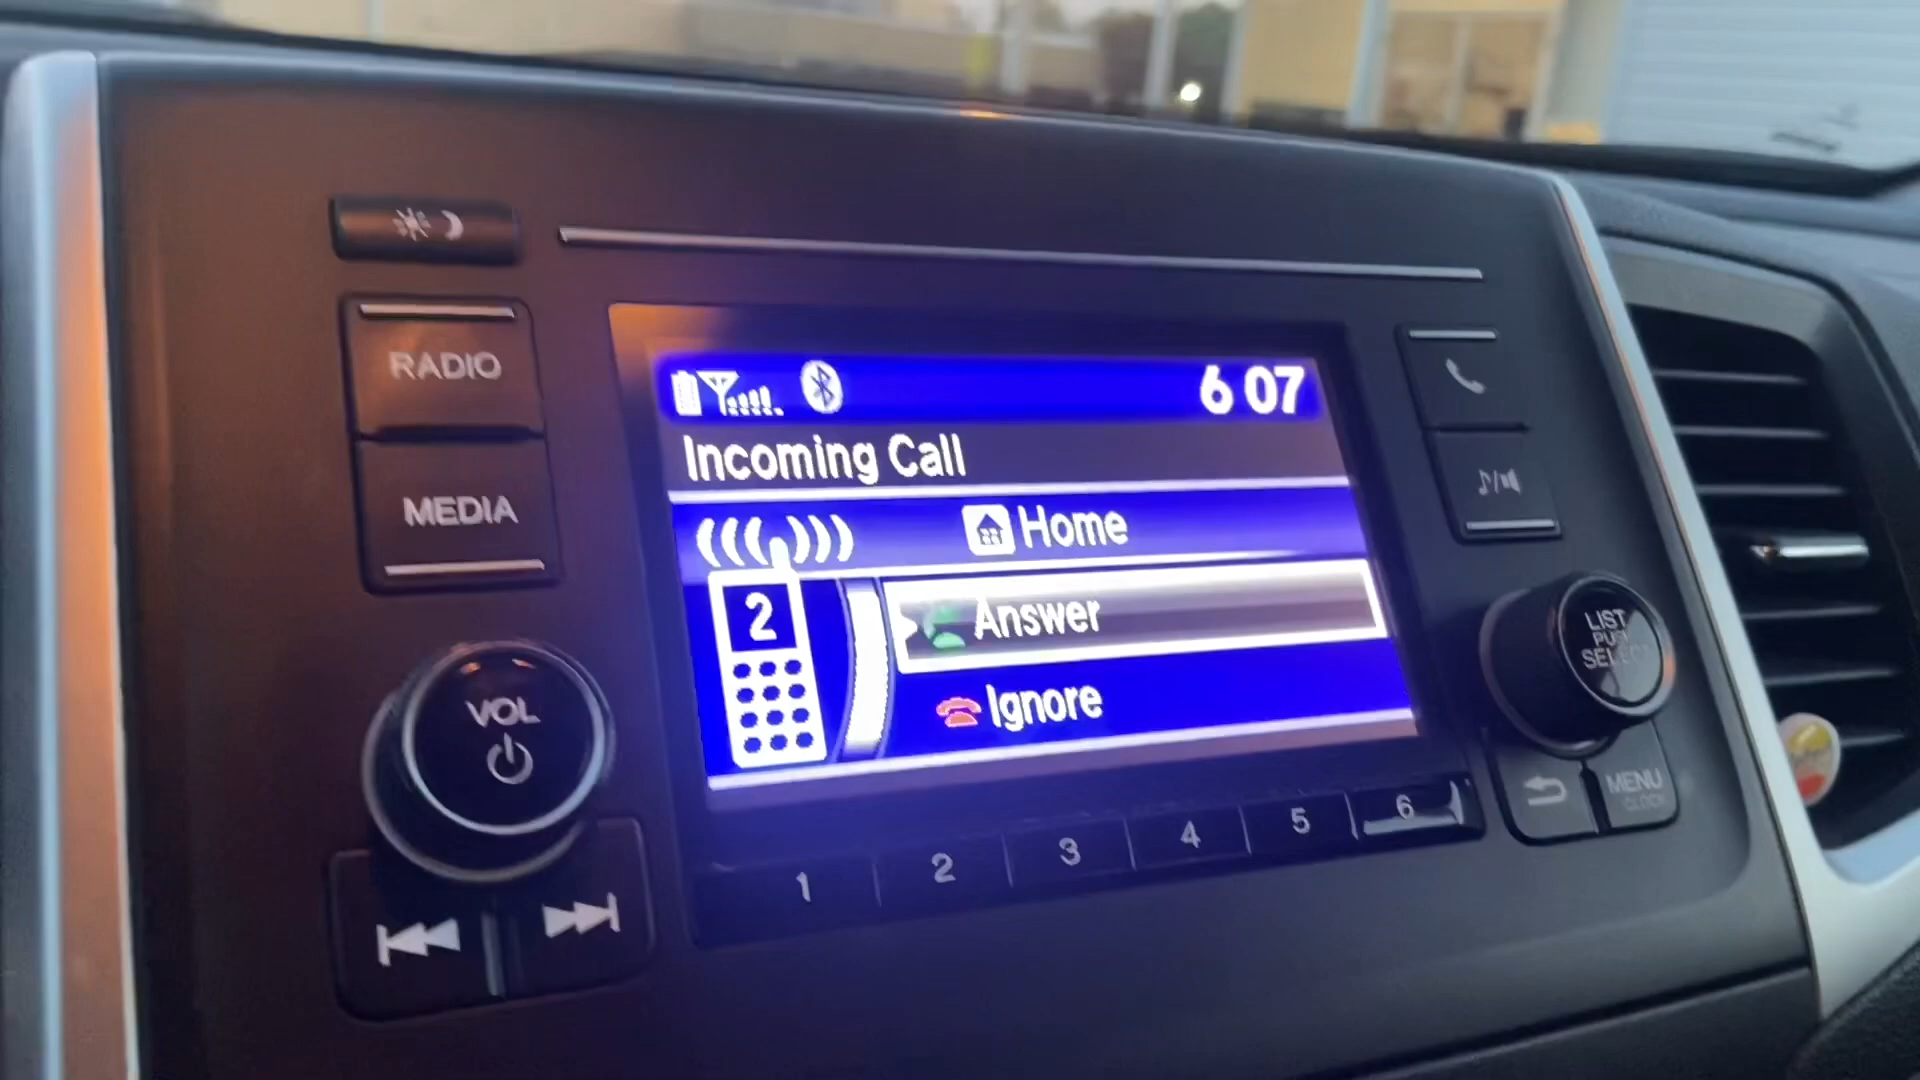 RADIO
MEDIA
VOL
6 07
Incoming Call
Home
2
Answer
Ignore
1 2 3 4 5 6
LIST
PUSH
SELECT
MENU
CLOCK